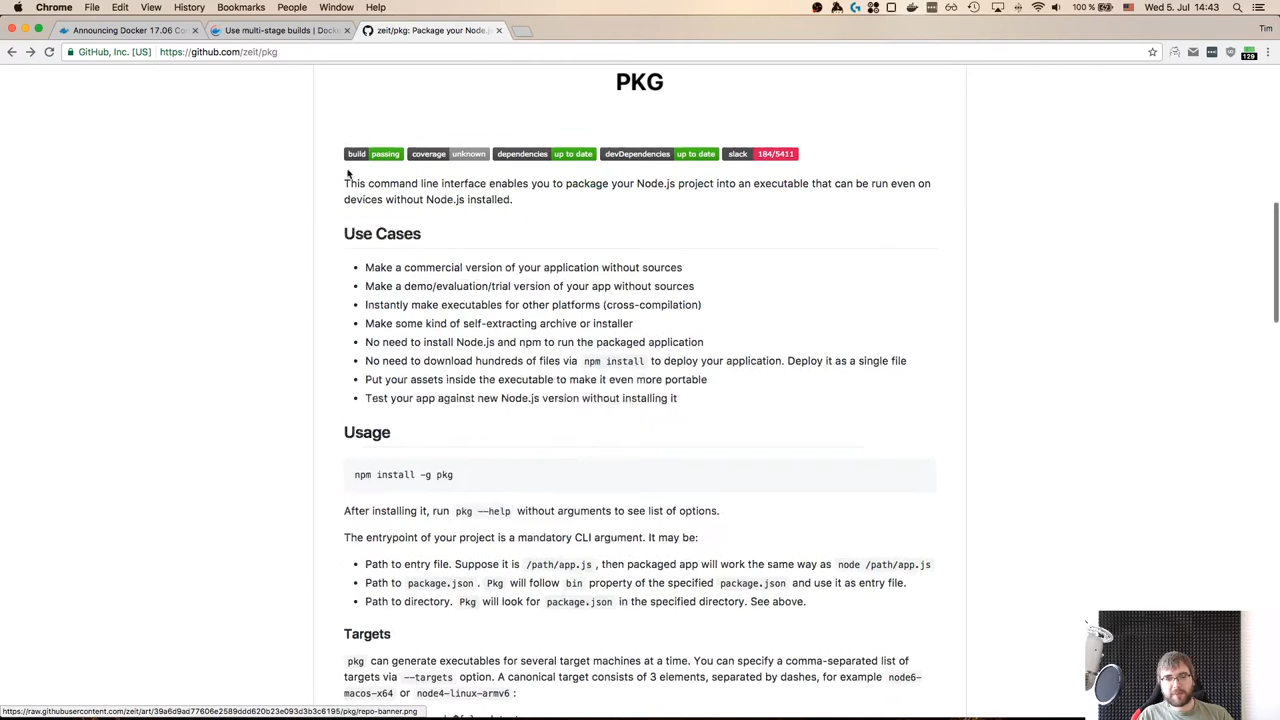 Chrome File Edit View History Bookmarks People Window Help 100 % Wed 5. Jul 14:43
Announcing Docker 17.06 Co Use multi-stage builds | Docke zeit/pkg: Package your Node.js Tim
GitHub, Inc. [US] https://github.com/zeit/pkg 129
PKG
build passing coverage unknown dependencies up to date devDependencies up to date slack 184/5411
This command line interface enables you to package your Node.js project into an executable that can be run even on
devices without Node.js installed.
Use Cases
• Make a commercial version of your application without sources
• Make a demo/evaluation/trial version of your app without sources
• Instantly make executables for other platforms (cross-compilation)
• Make some kind of self-extracting archive or installer
• No need to install Node.js and npm to run the packaged application
• No need to download hundreds of files via npm install to deploy your application. Deploy it as a single file
• Put your assets inside the executable to make it even more portable
• Test your app against new Node.js version without installing it
Usage
npm install -g pkg
After installing it, run pkg --help without arguments to see list of options.
The entrypoint of your project is a mandatory CLI argument. It may be:
• Path to entry file. Suppose it is /path/app.js , then packaged app will work the same way as node /path/app.js
• Path to package.json . Pkg will follow bin property of the specified package.json and use it as entry file.
• Path to directory. Pkg will look for package.json in the specified directory. See above.
Targets
pkg can generate executables for several target machines at a time. You can specify a comma-separated list of
targets via --targets option. A canonical target consists of 3 elements, separated by dashes, for example node6-
macos-x64 or node4-linux-armv6 :
https://raw.githubusercontent.com/zeit/art/39a6d9ad77606e2589ddd620b23e093d3b3c6195/pkg/repo-banner.png